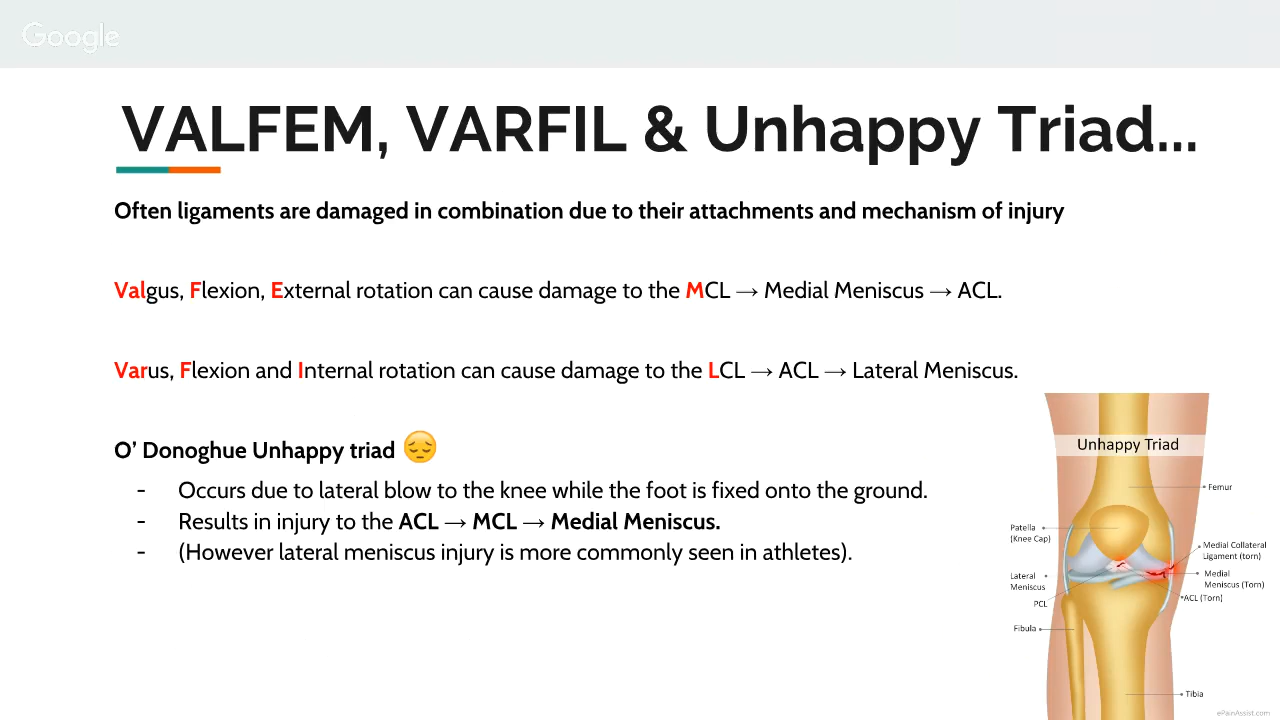 Google
VALFEM, VARFIL & Unhappy Triad...
Often ligaments are damaged in combination due to their attachments and mechanism of injury
Valgus, Flexion, External rotation can cause damage to the MCL → Medial Meniscus → ACL.
Varus, Flexion and Internal rotation can cause damage to the LCL → ACL → Lateral Meniscus.
O’ Donoghue Unhappy triad 😔
- Occurs due to lateral blow to the knee while the foot is fixed onto the ground.
- Results in injury to the ACL → MCL → Medial Meniscus.
- (However lateral meniscus injury is more commonly seen in athletes).
Unhappy Triad
Femur
Patella
(Knee Cap)
Medial Collateral
Ligament (torn)
Lateral
Meniscus
Medial
Meniscus (Torn)
PCL
ACL (Torn)
Fibula
Tibia
ePainAssist.com